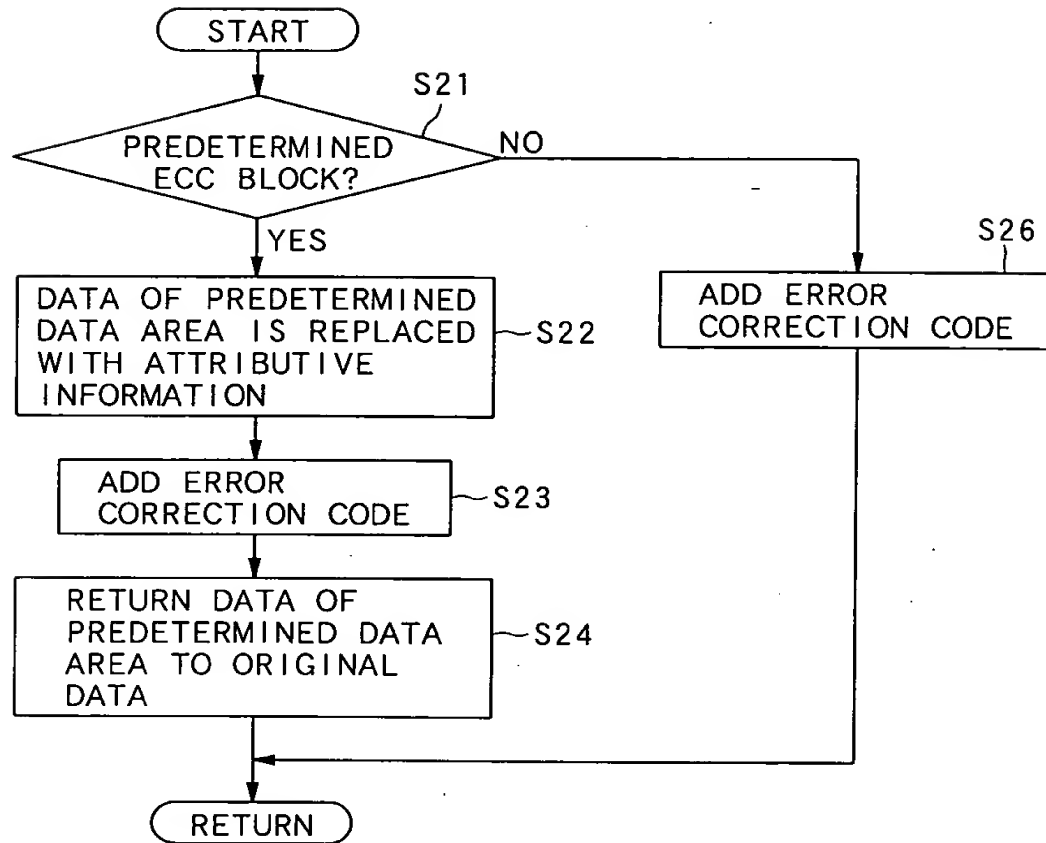 START
S21
PREDETERMINED
ECC BLOCK?
NO
YES
S26
DATA OF PREDETERMINED
DATA AREA IS REPLACED
WITH ATTRIBUTIVE
INFORMATION
S22
ADD ERROR
CORRECTION CODE
ADD ERROR
CORRECTION CODE
S23
RETURN DATA OF
PREDETERMINED DATA
AREA TO ORIGINAL
DATA
S24
RETURN